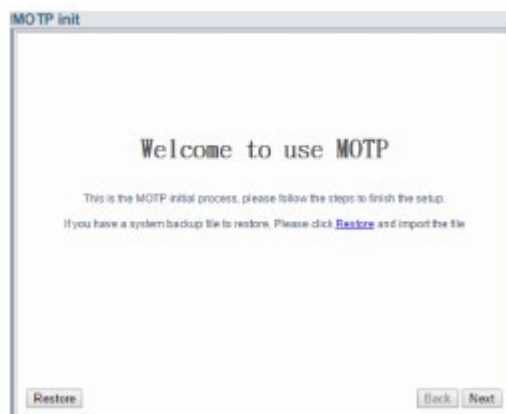 MOTP init
Welcome to use MOTP
This is the MOTP initial process, please follow the steps to finish the setup.
If you have a system backup file to restore, Please click Restore and import the file
Restore
Back
Next